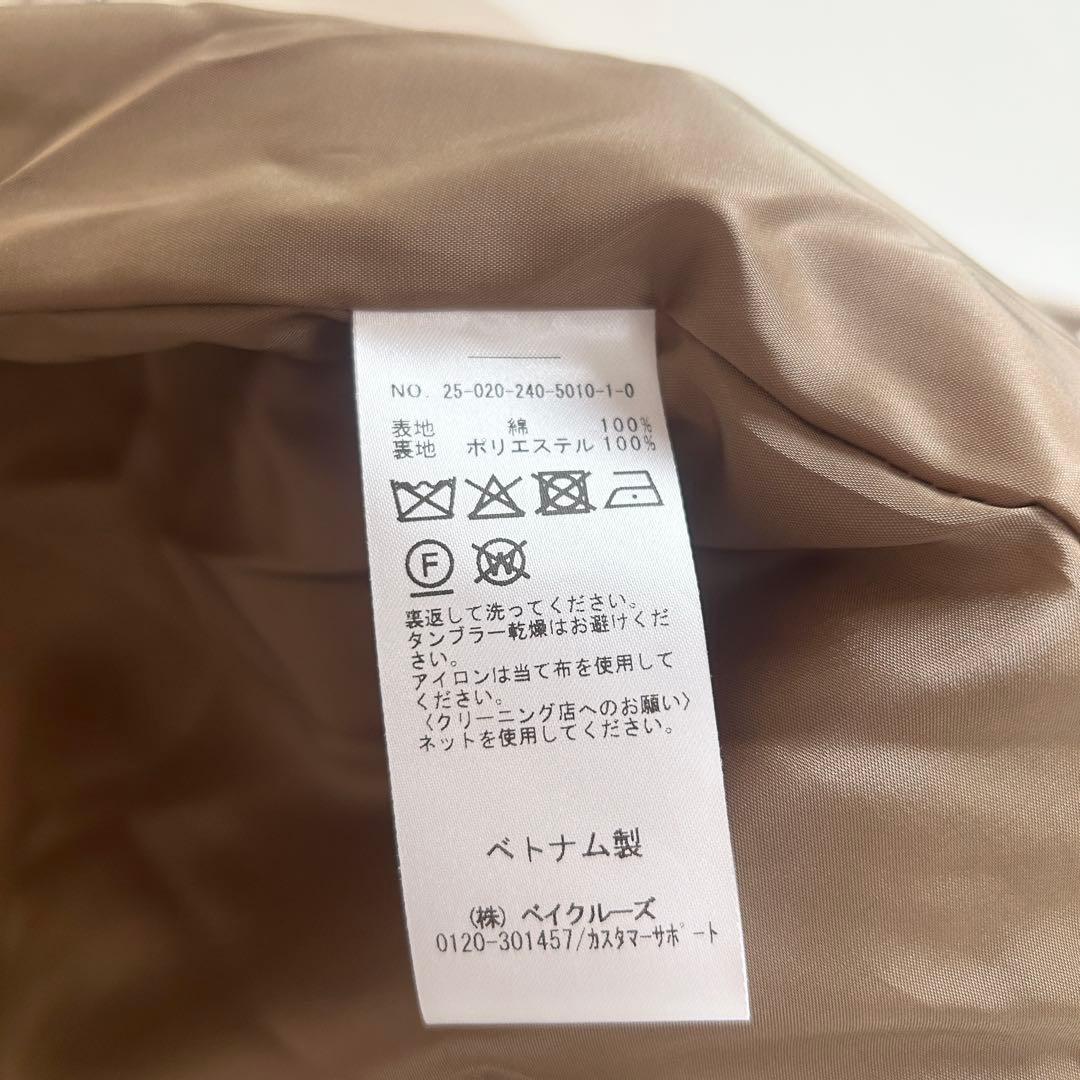 NO. 25-020-240-5010-1-0
表地 綿 100%
裏地 ポリエステル 100%
F W
裏返して洗ってください。
タンブラー乾燥はお避けくだ
さい。
アイロンは当て布を使用して
ください。
〈クリーニング店へのお願い〉
ネットを使用してください。
ベトナム製
(株) ベイクルーズ
0120-301457/カスタマーサポート